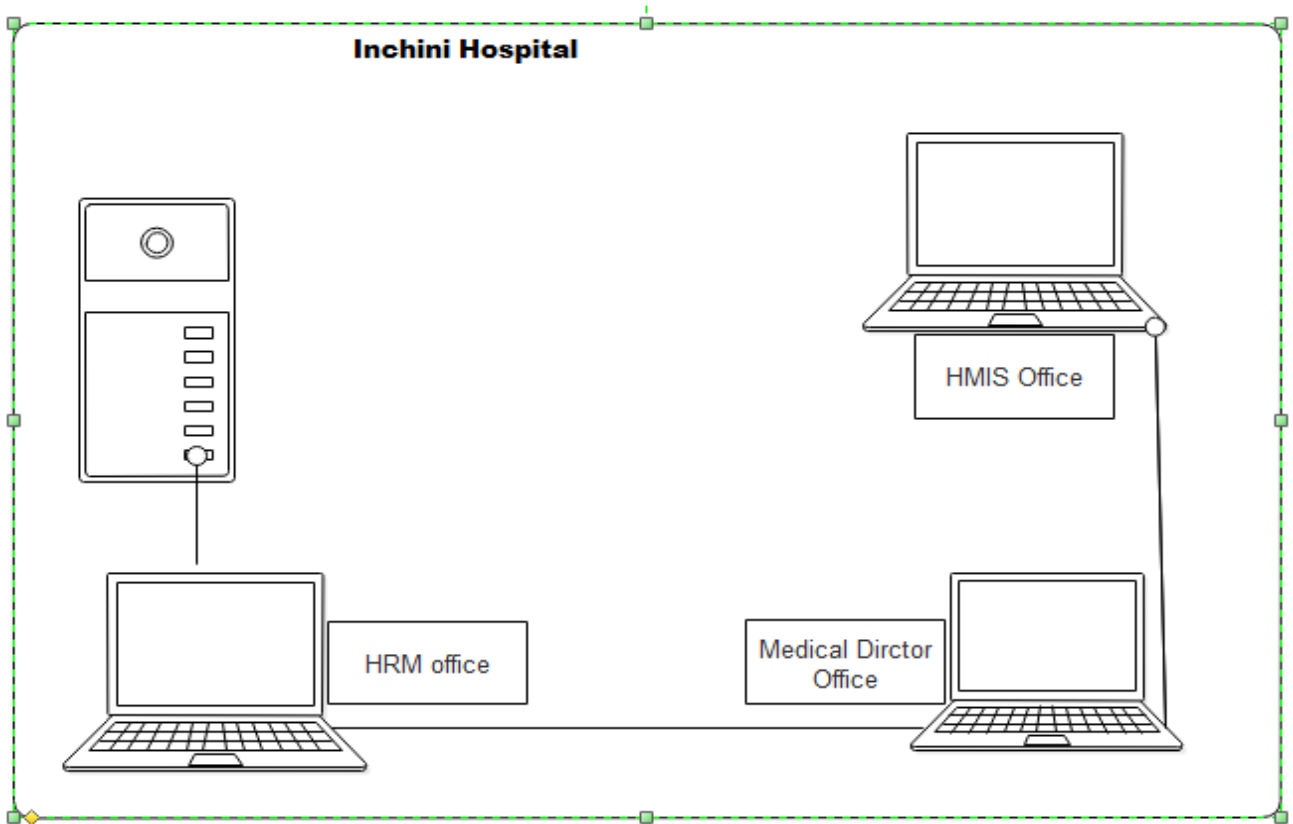 Inchini Hospital
HMIS Office
HRM office
Medical Dirctor
Office